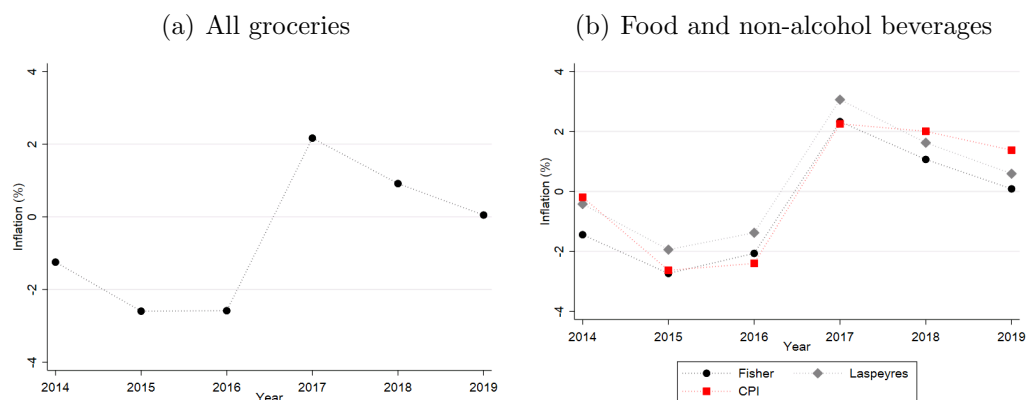 (a) All groceries
4
2
0
-2
-4
Inflation (%)
2014 2015 2016 2017 2018 2019
Year
(b) Food and non-alcohol beverages
4
2
0
-2
-4
Inflation (%)
2014 2015 2016 2017 2018 2019
Year
Fisher Laspeyres
CPI